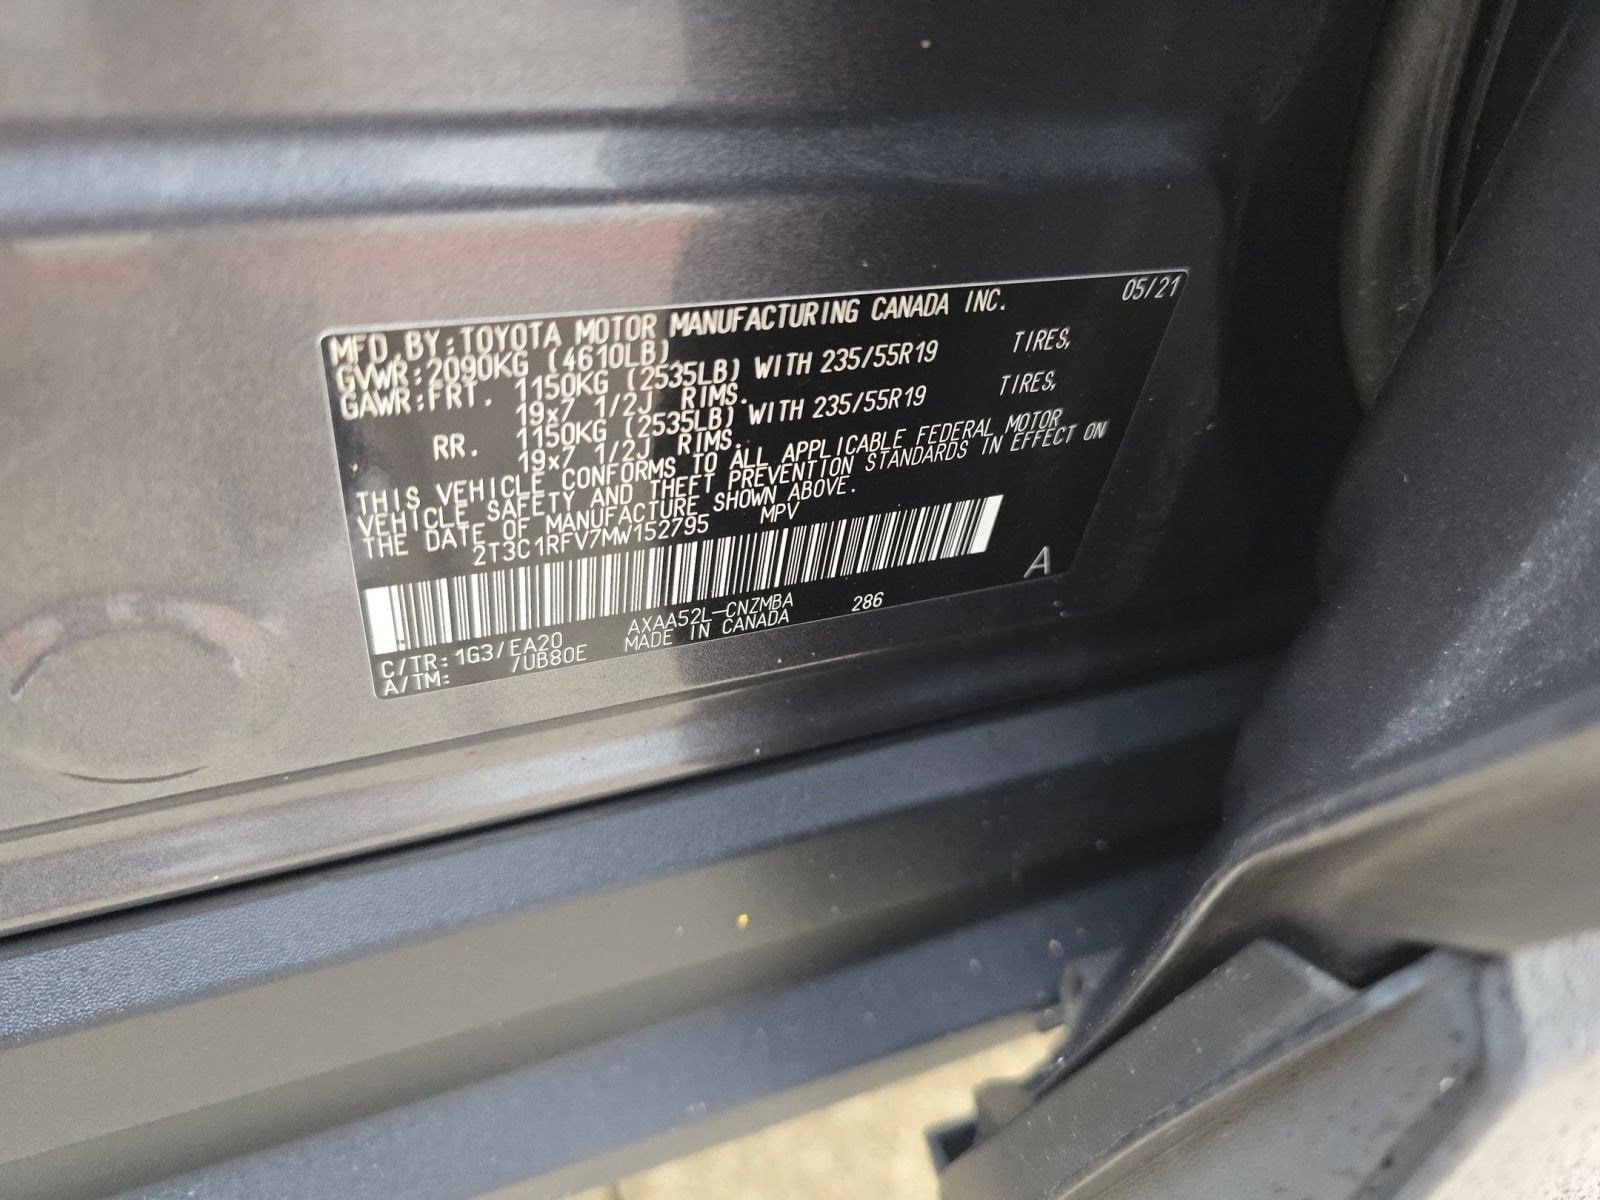 05/21
MFD.BY:TOYOTA MOTOR MANUFACTURING CANADA INC.
GVWR:2090KG (4610LB)
GAWR:FRT. 1150KG (2535LB) WITH 235/55R19 TIRES,
19x7 1/2J RIMS.
RR. 1150KG (2535LB) WITH 235/55R19 TIRES,
19x7 1/2J RIMS.
THIS VEHICLE CONFORMS TO ALL APPLICABLE FEDERAL MOTOR
VEHICLE SAFETY AND THEFT PREVENTION STANDARDS IN EFFECT ON
THE DATE OF MANUFACTURE SHOWN ABOVE.
2T3C1RFV7MW152795 MPV
A
C/TR: 1G3/EA20 AXAA52L-CNZMBA 286
A/TM: /UB80E MADE IN CANADA